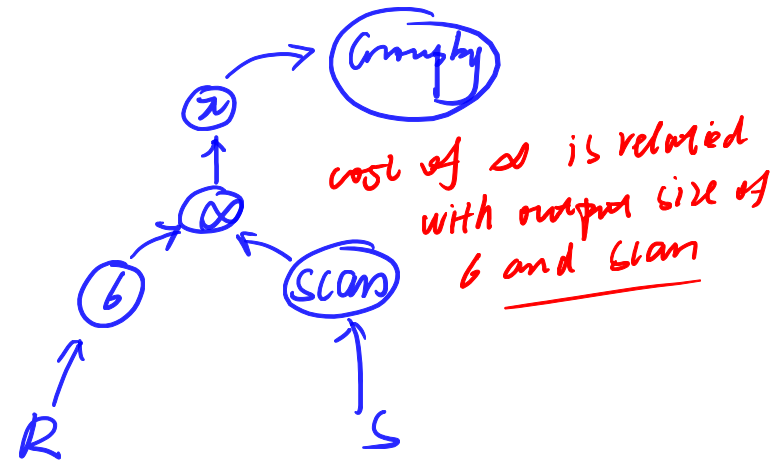 Groupby
π
cost of ⋈ is related
⋈
with output size of
σ
scan
σ and scan
R
S